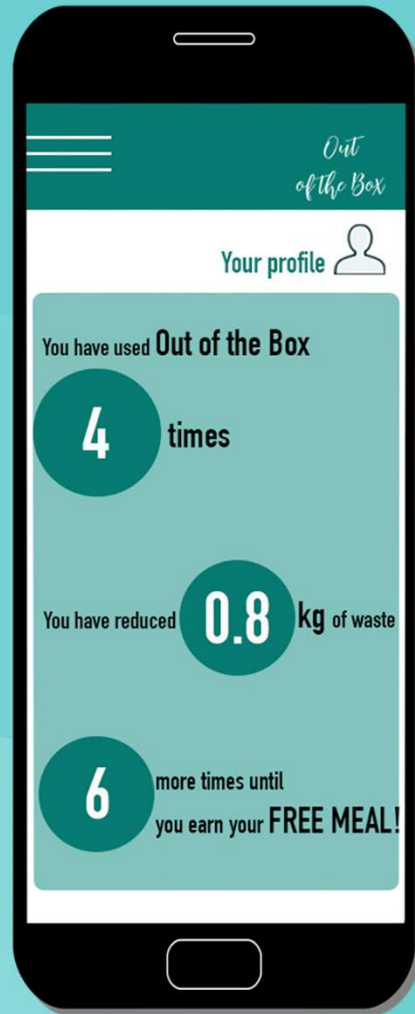 Out
of the Box
Your profile
You have used Out of the Box
4 times
You have reduced 0.8 kg of waste
6 more times until
you earn your FREE MEAL!